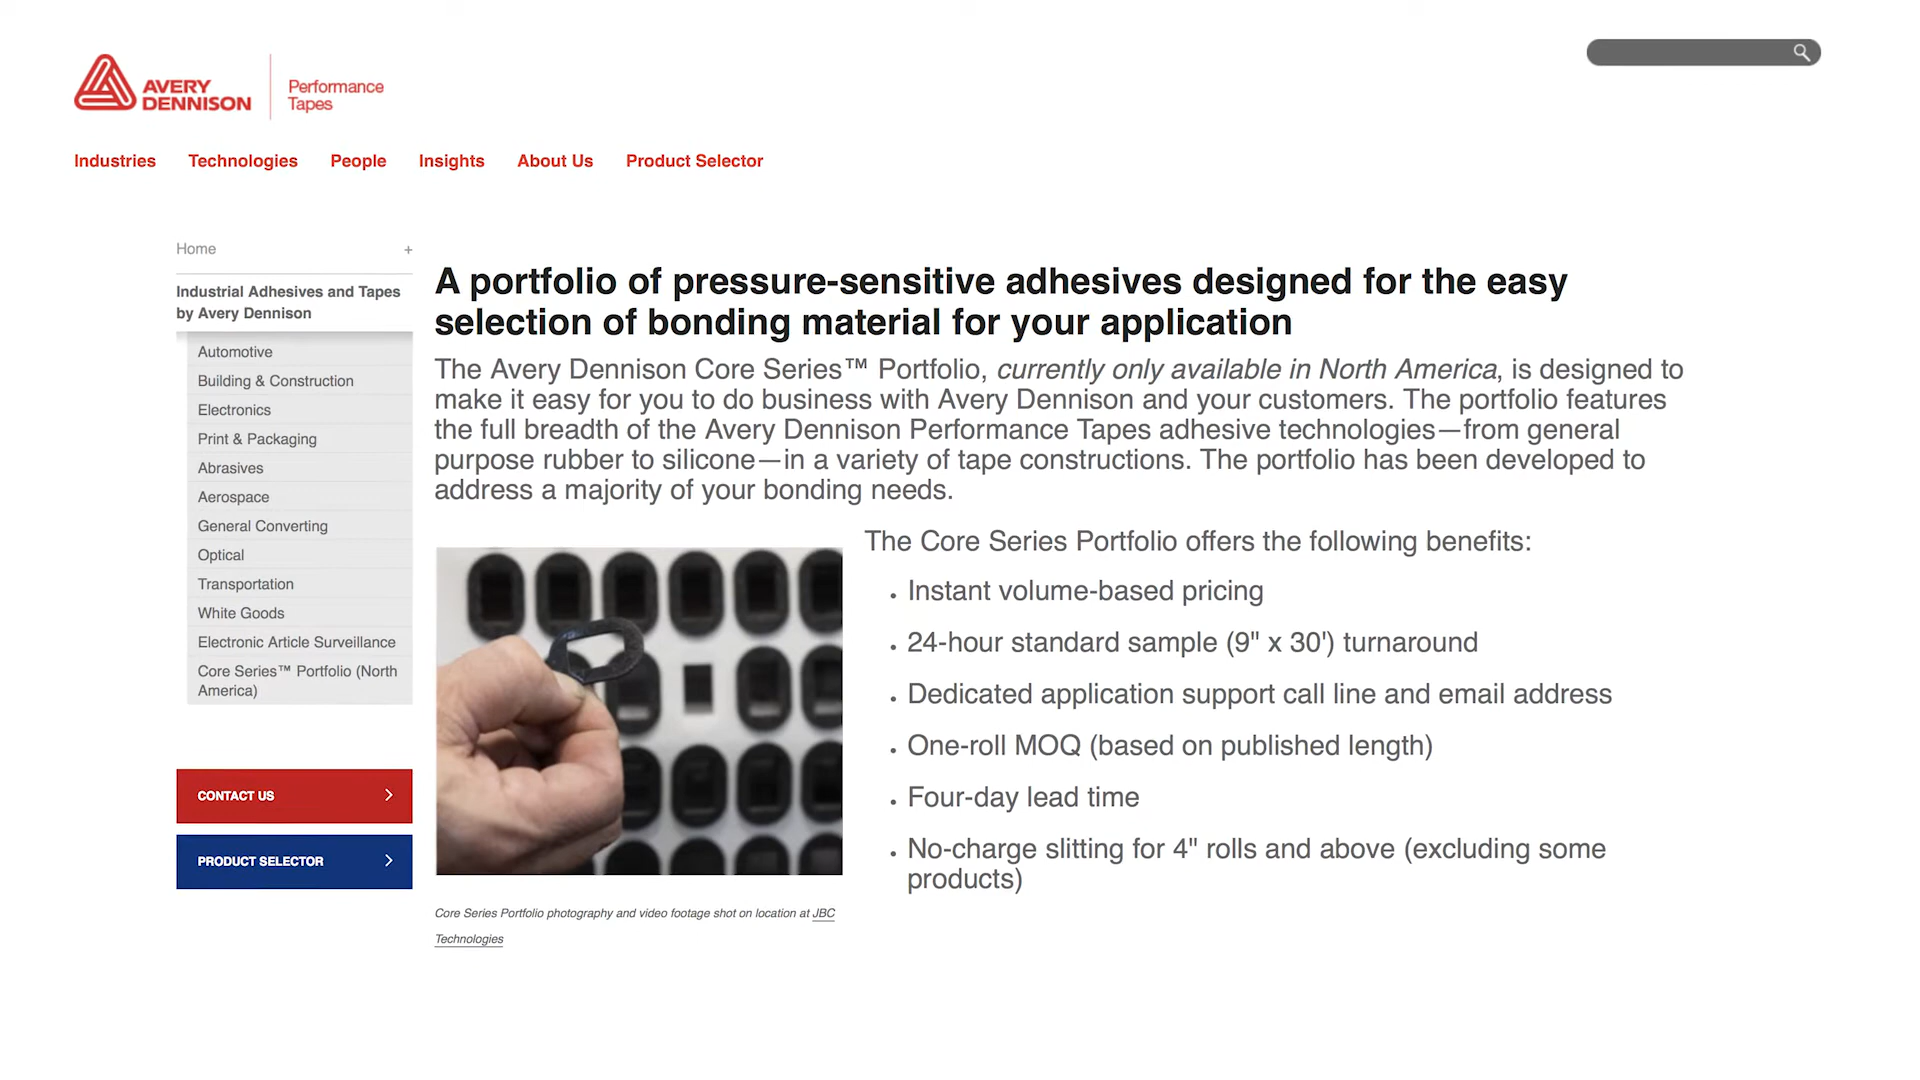 AVERY
DENNISON
Performance
Tapes
Industries
Technologies
People
Insights
About Us
Product Selector
Home +
Industrial Adhesives and Tapes
by Avery Dennison
Automotive
Building & Construction
Electronics
Print & Packaging
Abrasives
Aerospace
General Converting
Optical
Transportation
White Goods
Electronic Article Surveillance
Core Series™ Portfolio (North
America)
CONTACT US
PRODUCT SELECTOR
A portfolio of pressure-sensitive adhesives designed for the easy
selection of bonding material for your application
The Avery Dennison Core Series™ Portfolio, currently only available in North America, is designed to
make it easy for you to do business with Avery Dennison and your customers. The portfolio features
the full breadth of the Avery Dennison Performance Tapes adhesive technologies—from general
purpose rubber to silicone—in a variety of tape constructions. The portfolio has been developed to
address a majority of your bonding needs.
Core Series Portfolio photography and video footage shot on location at JBC
Technologies
The Core Series Portfolio offers the following benefits:
• Instant volume-based pricing
• 24-hour standard sample (9" x 30') turnaround
• Dedicated application support call line and email address
• One-roll MOQ (based on published length)
• Four-day lead time
• No-charge slitting for 4" rolls and above (excluding some
products)